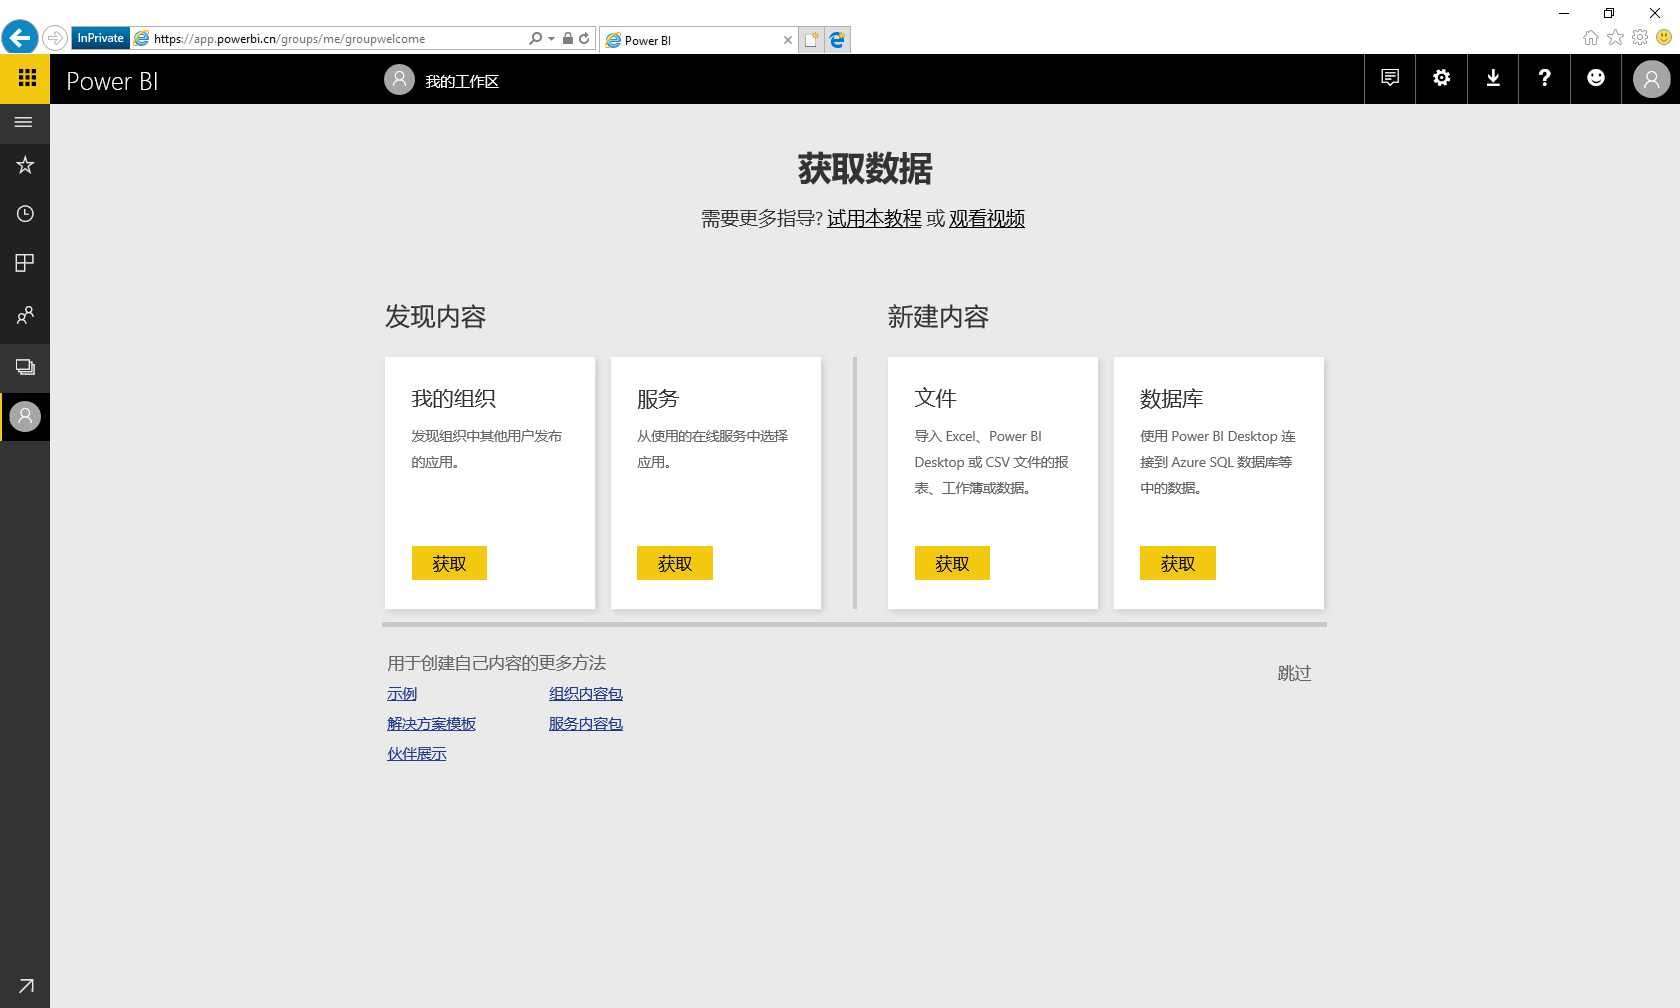 InPrivate
https://app.powerbi.cn/groups/me/groupwelcome
Power BI
Power BI
我的工作区
获取数据
需要更多指导? 试用本教程 或 观看视频
发现内容
新建内容
我的组织
发现组织中其他用户发布
的应用。
获取
服务
从使用的在线服务中选择
应用。
获取
文件
导入 Excel、Power BI
Desktop 或 CSV 文件的报
表、工作簿或数据。
获取
数据库
使用 Power BI Desktop 连
接到 Azure SQL 数据库等
中的数据。
获取
用于创建自己内容的更多方法
示例
组织内容包
解决方案模板
服务内容包
伙伴展示
跳过